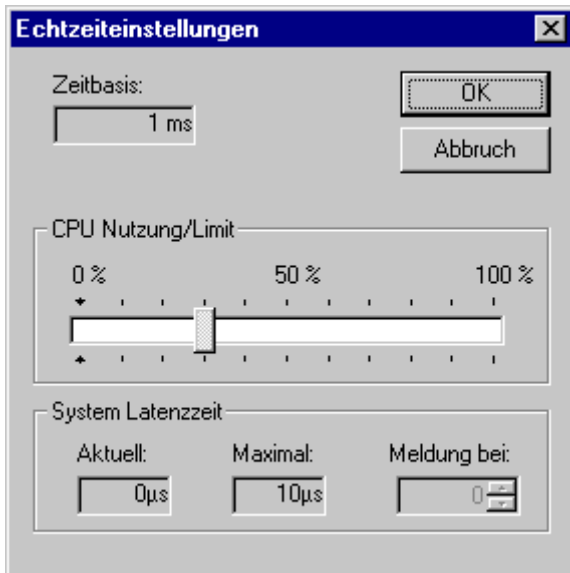 Echtzeiteinstellungen
Zeitbasis:
1 ms
OK
Abbruch
CPU Nutzung/Limit
0 % 50 % 100 %
System Latenzzeit
Aktuell: Maximal: Meldung bei:
0µs 10µs 0